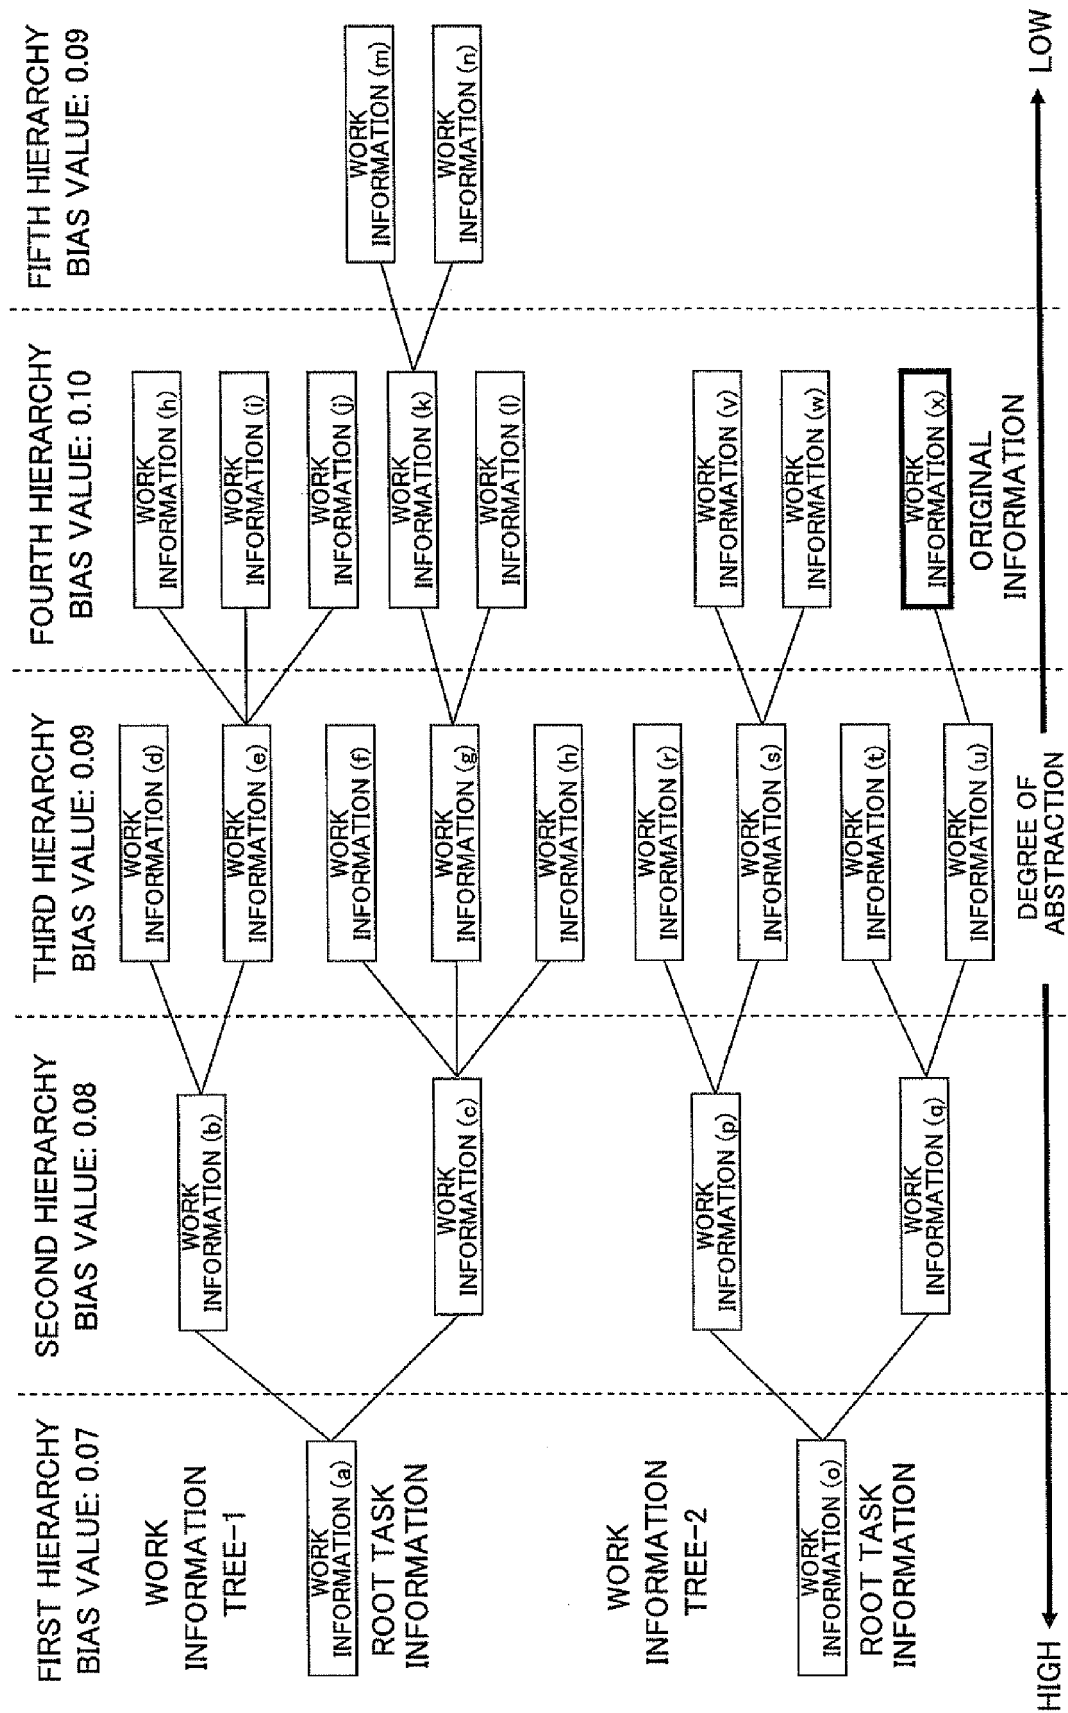 FIRST HIERARCHY
BIAS VALUE: 0.07
SECOND HIERARCHY
BIAS VALUE: 0.08
THIRD HIERARCHY
BIAS VALUE: 0.09
FOURTH HIERARCHY
BIAS VALUE: 0.10
FIFTH HIERARCHY
BIAS VALUE: 0.09
WORK
INFORMATION
TREE-1
WORK
INFORMATION (a)
ROOT TASK
INFORMATION
WORK
INFORMATION (b)
WORK
INFORMATION (c)
WORK
INFORMATION (d)
WORK
INFORMATION (e)
WORK
INFORMATION (f)
WORK
INFORMATION (g)
WORK
INFORMATION (h)
WORK
INFORMATION (h)
WORK
INFORMATION (i)
WORK
INFORMATION (j)
WORK
INFORMATION (k)
WORK
INFORMATION (l)
WORK
INFORMATION (m)
WORK
INFORMATION (n)
WORK
INFORMATION
TREE-2
WORK
INFORMATION (o)
ROOT TASK
INFORMATION
WORK
INFORMATION (p)
WORK
INFORMATION (q)
WORK
INFORMATION (r)
WORK
INFORMATION (s)
WORK
INFORMATION (t)
WORK
INFORMATION (u)
WORK
INFORMATION (v)
WORK
INFORMATION (w)
WORK
INFORMATION (x)
ORIGINAL
INFORMATION
HIGH
DEGREE OF
ABSTRACTION
LOW